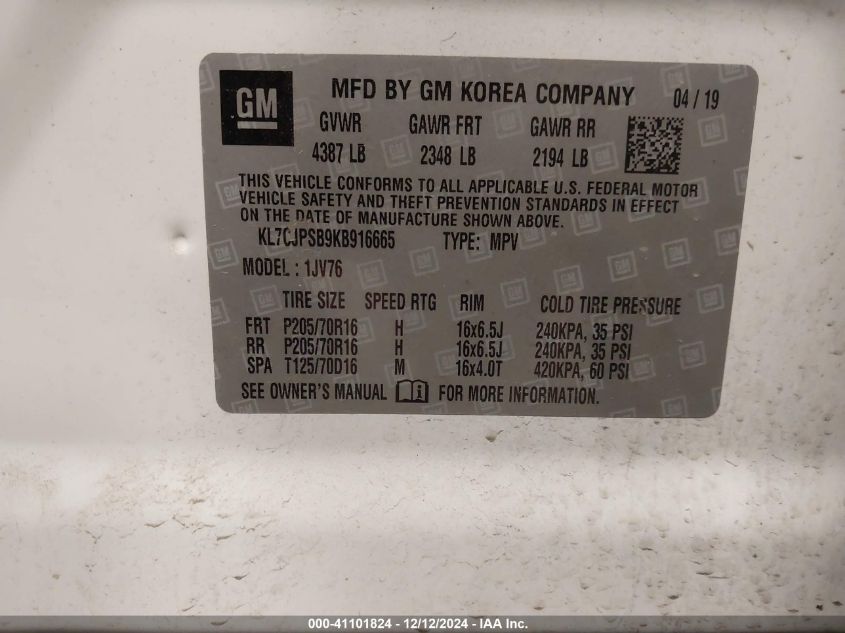 GM MFD BY GM KOREA COMPANY 04 / 19
GVWR GAWR FRT GAWR RR
4387 LB 2348 LB 2194 LB
THIS VEHICLE CONFORMS TO ALL APPLICABLE U.S. FEDERAL MOTOR
VEHICLE SAFETY AND THEFT PREVENTION STANDARDS IN EFFECT
ON THE DATE OF MANUFACTURE SHOWN ABOVE.
KL7CJPSB9KB916665 TYPE: MPV
MODEL : 1JV76
TIRE SIZE SPEED RTG RIM COLD TIRE PRESSURE
FRT P205/70R16 H 16x6.5J 240KPA, 35 PSI
RR P205/70R16 H 16x6.5J 240KPA, 35 PSI
SPA T125/70D16 M 16x4.0T 420KPA, 60 PSI
SEE OWNER'S MANUAL FOR MORE INFORMATION.
000-41101824 - 12/12/2024 - IAA Inc.